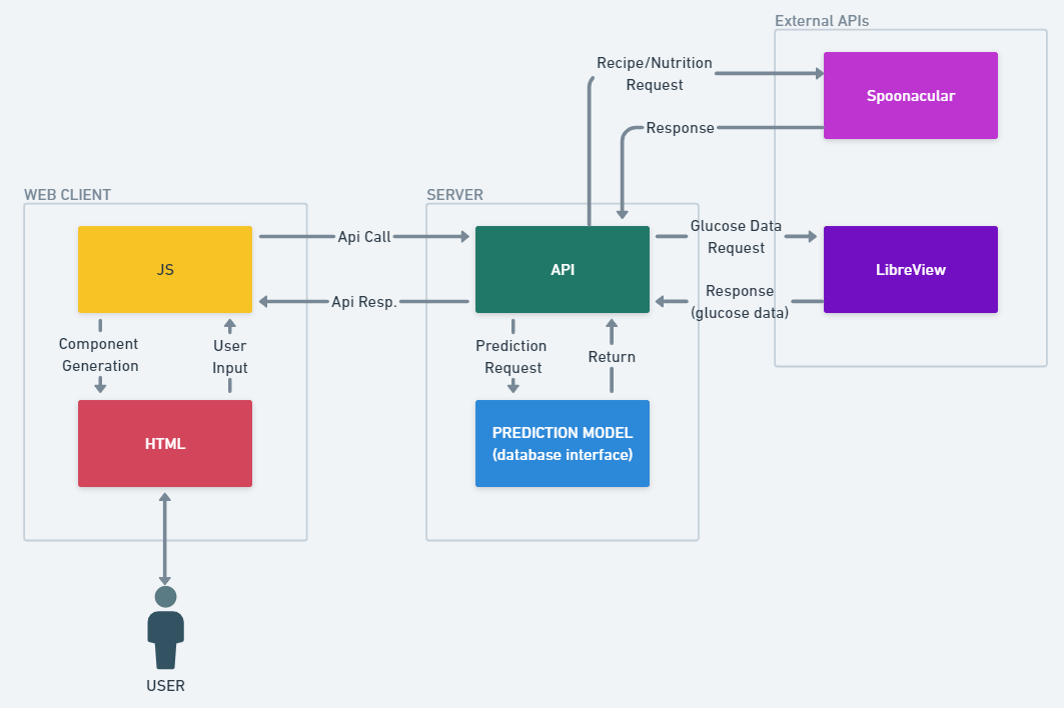 External APIs
Recipe/Nutrition
Request
Spoonacular
Response
WEB CLIENT
SERVER
JS
Api Call
API
Glucose Data
Request
LibreView
Api Resp.
Response
(glucose data)
Component
Generation
User
Input
Prediction
Request
Return
HTML
PREDICTION MODEL
(database interface)
USER